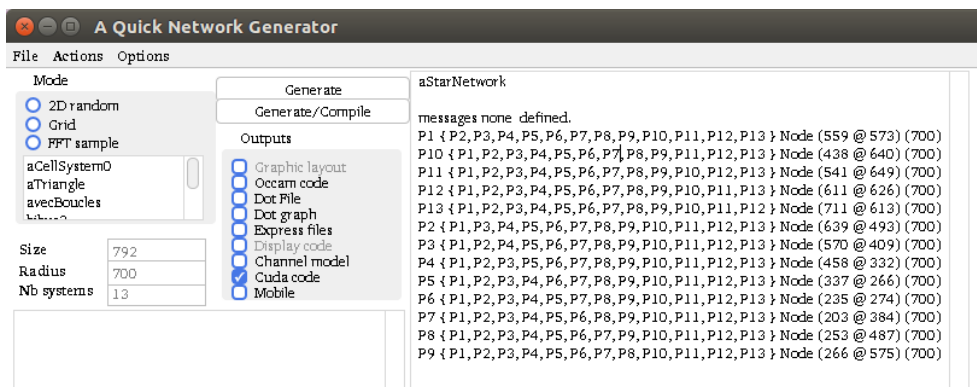 A Quick Network Generator
File Actions Options
Mode
2D random
Grid
FFT sample
aCellSystem0
aTriangle
avecBoucles
Size 792
Radius 700
Nb systems 13
Generate
Generate/Compile
Outputs
Graphic layout
Occam code
Dot File
Dot graph
Express files
Display code
Channel model
Cuda code
Mobile
aStarNetwork
messages none defined.
P1 { P2,P3,P4,P5,P6,P7,P8,P9,P10,P11,P12,P13 } Node (559 @ 573) (700)
P10 { P1,P2,P3,P4,P5,P6,P7,P8,P9,P11,P12,P13 } Node (438 @ 640) (700)
P11 { P1,P2,P3,P4,P5,P6,P7,P8,P9,P10,P12,P13 } Node (541 @ 649) (700)
P12 { P1,P2,P3,P4,P5,P6,P7,P8,P9,P10,P11,P13 } Node (611 @ 626) (700)
P13 { P1,P2,P3,P4,P5,P6,P7,P8,P9,P10,P11,P12 } Node (711 @ 613) (700)
P2 { P1,P3,P4,P5,P6,P7,P8,P9,P10,P11,P12,P13 } Node (639 @ 493) (700)
P3 { P1,P2,P4,P5,P6,P7,P8,P9,P10,P11,P12,P13 } Node (570 @ 409) (700)
P4 { P1,P2,P3,P5,P6,P7,P8,P9,P10,P11,P12,P13 } Node (458 @ 332) (700)
P5 { P1,P2,P3,P4,P6,P7,P8,P9,P10,P11,P12,P13 } Node (337 @ 266) (700)
P6 { P1,P2,P3,P4,P5,P7,P8,P9,P10,P11,P12,P13 } Node (235 @ 274) (700)
P7 { P1,P2,P3,P4,P5,P6,P8,P9,P10,P11,P12,P13 } Node (203 @ 384) (700)
P8 { P1,P2,P3,P4,P5,P6,P7,P9,P10,P11,P12,P13 } Node (253 @ 487) (700)
P9 { P1,P2,P3,P4,P5,P6,P7,P8,P10,P11,P12,P13 } Node (266 @ 575) (700)